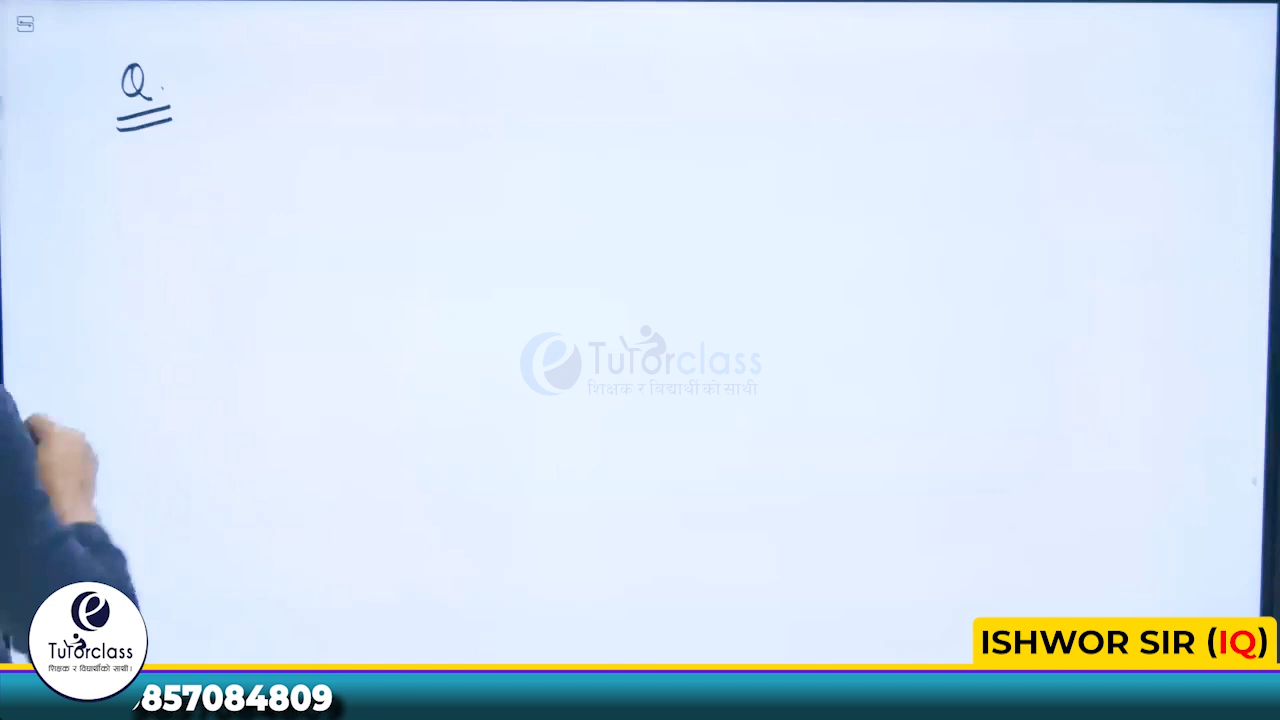 Q.
TuTorclass
शिक्षक र विद्यार्थीको साथी
TuTorclass
शिक्षक र विद्यार्थीको साथी।
ISHWOR SIR (IQ)
857084809